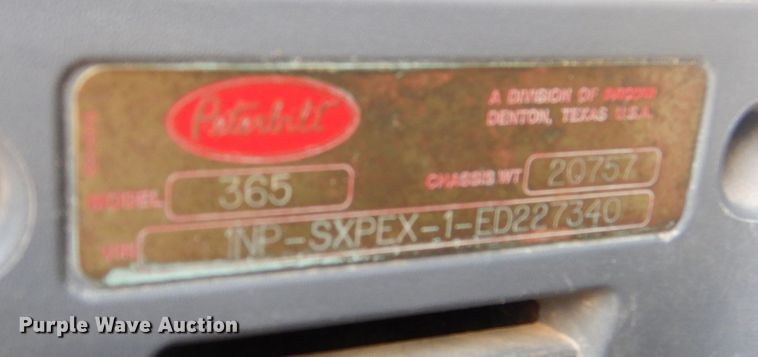 Peterbilt
A DIVISION OF PACCAR
DENTON, TEXAS U.S.A.
MODEL 365
CHASSIS WT 20757
VIN 1NP-SXPEX-1-ED227340
Purple Wave Auction